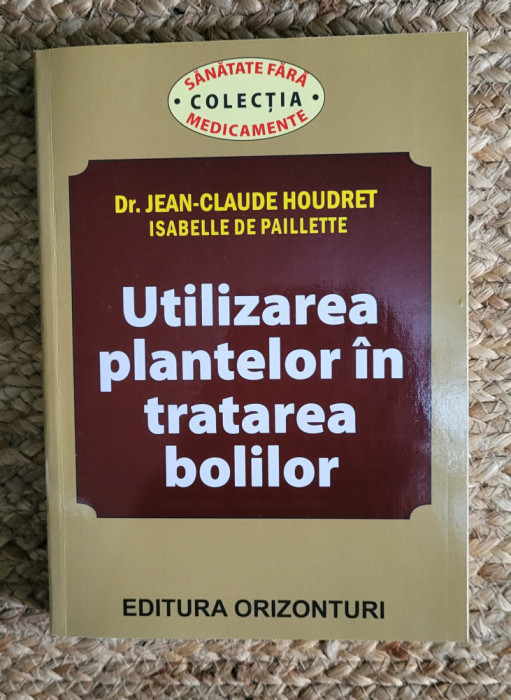 SĂNĂTATE FĂRĂ
• COLECȚIA •
MEDICAMENTE
Dr. JEAN-CLAUDE HOUDRET
ISABELLE DE PAILLETTE
Utilizarea
plantelor în
tratarea
bolilor
EDITURA ORIZONTURI